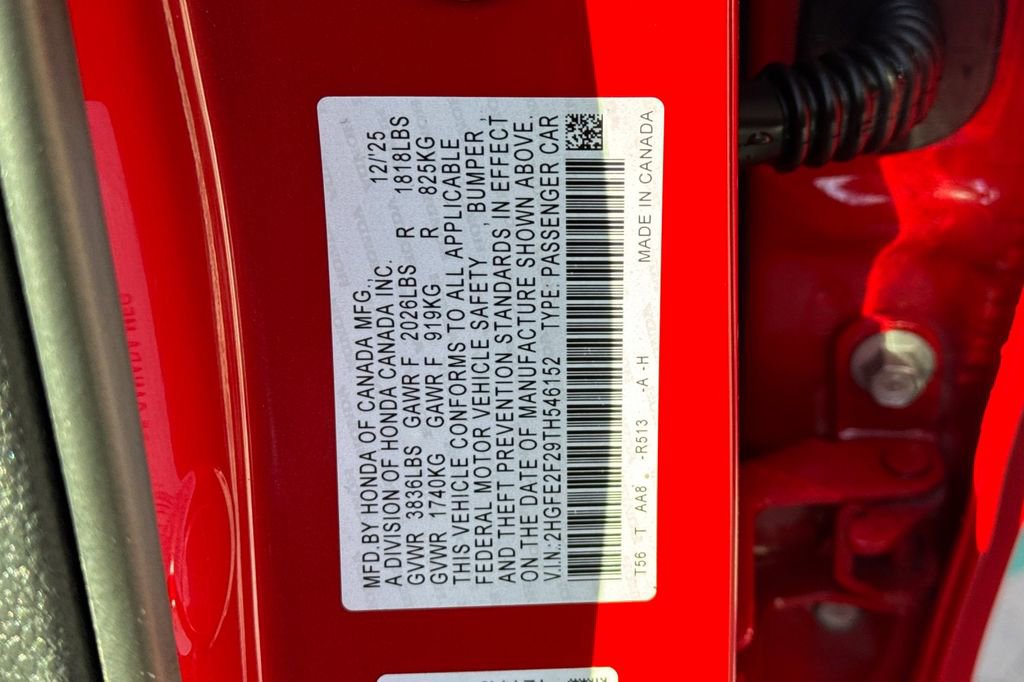 MFD.BY HONDA OF CANADA MFG.,
A DIVISION OF HONDA CANADA INC. 12/'25
GVWR 3836LBS GAWR F 2026LBS R 1818LBS
GVWR 1740KG GAWR F 919KG R 825KG
THIS VEHICLE CONFORMS TO ALL APPLICABLE
FEDERAL MOTOR VEHICLE SAFETY , BUMPER ,
AND THEFT PREVENTION STANDARDS IN EFFECT
ON THE DATE OF MANUFACTURE SHOWN ABOVE.
V.I.N.:2HGFE2F29TH546152 TYPE:PASSENGER CAR
T56 T AA8 -R513 -A -H MADE IN CANADA